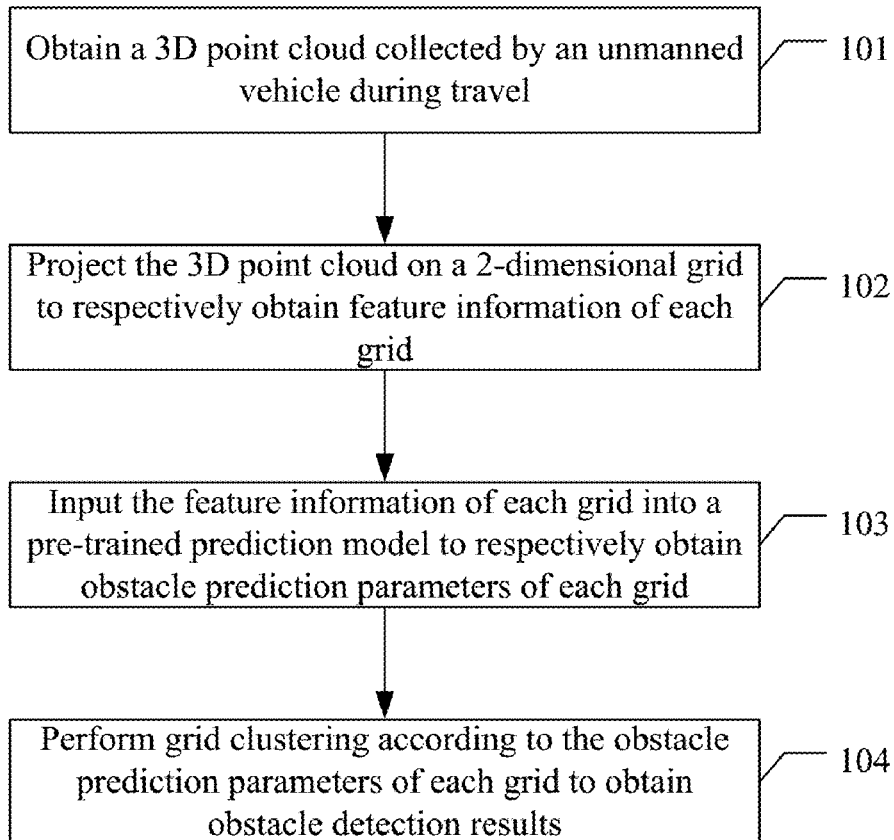 Obtain a 3D point cloud collected by an unmanned
vehicle during travel
101
Project the 3D point cloud on a 2-dimensional grid
to respectively obtain feature information of each
grid
102
Input the feature information of each grid into a
pre-trained prediction model to respectively obtain
obstacle prediction parameters of each grid
103
Perform grid clustering according to the obstacle
prediction parameters of each grid to obtain
obstacle detection results
104